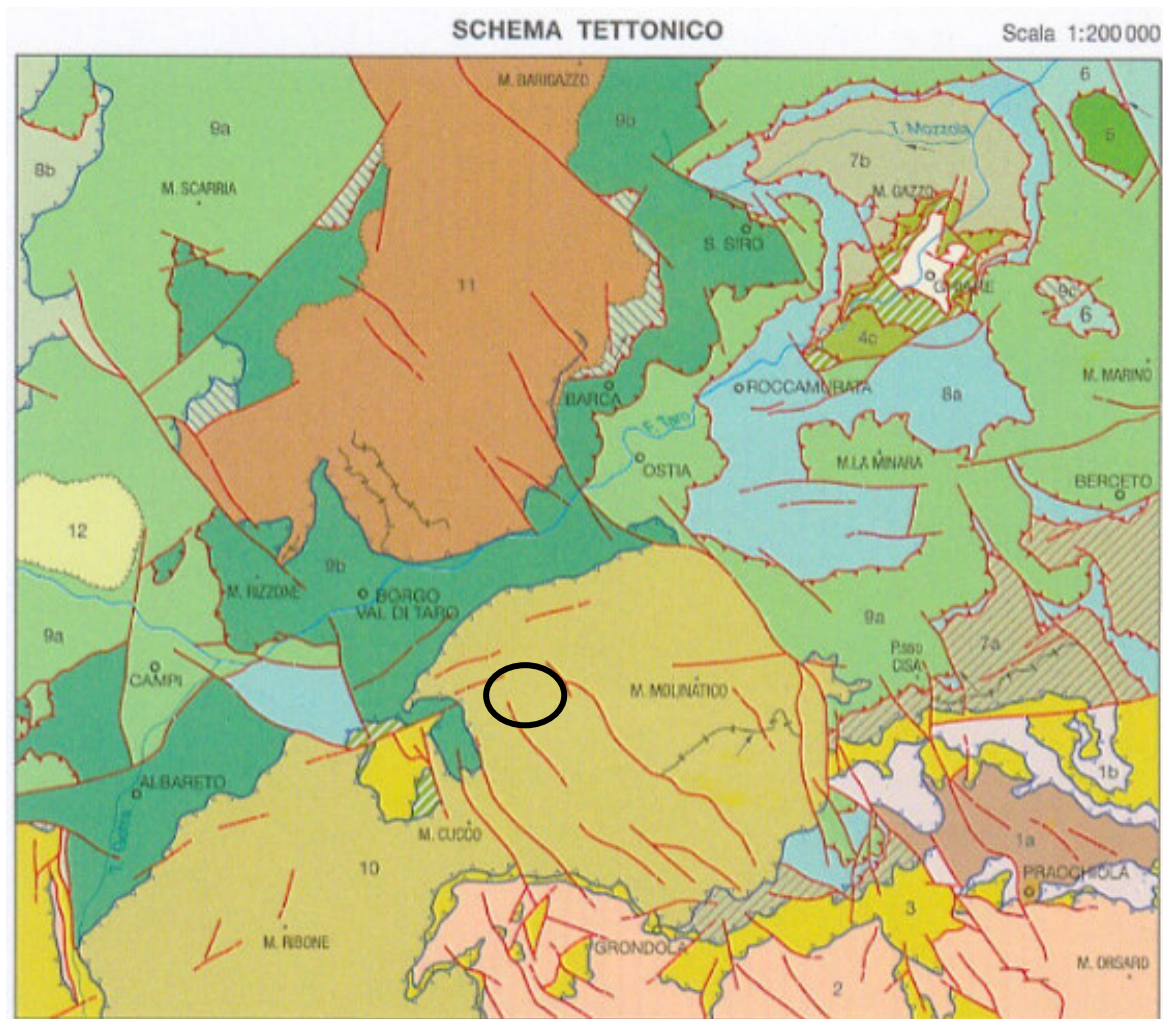 SCHEMA TETTONICO
Scala 1:200 000
M. BARIGAZZO
6
9a
9b
5
T. Mozzola
8b
7b
M. SCARRIA
M. GAZZO
S. SIRO
11
9c
6
4c
M. MARINO
BARCA
ROCCAMURATA
8a
F. Taro
OSTIA
M. LA MINARA
BERCETO
12
9b
M. RIZZONE
BORGO
VAL DI TARO
9a
9a
7a
P.sso
CISA
CAMPI
M. MOLINATICO
ALBARETO
1b
M. CUCCO
10
1a
PRACCHIOLA
3
M. RIBONE
GRONDOLA
M. ORSARO
2